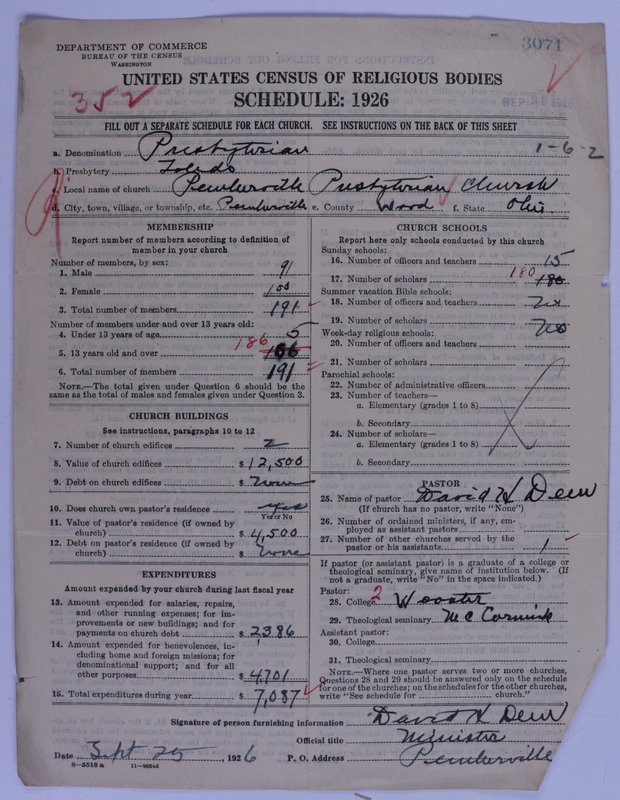 DEPARTMENT OF COMMERCE
BUREAU OF THE CENSUS
WASHINGTON
3071
UNITED STATES CENSUS OF RELIGIOUS BODIES
SCHEDULE: 1926
352
SEP
FILL OUT A SEPARATE SCHEDULE FOR EACH CHURCH. SEE INSTRUCTIONS ON THE BACK OF THIS SHEET
a. Denomination Presbyterian 1-6-2
b. Presbytery Toledo
c. Local name of church Pemberville Presbyterian Church
d. City, town, village, or township, etc. Pemberville e. County Wood f. State Ohio
MEMBERSHIP
Report number of members according to definition of
member in your church
Number of members, by sex:
1. Male 91
2. Female 100
3. Total number of members 191
Number of members under and over 13 years old:
4. Under 13 years of age 5
5. 13 years old and over 186 186
6. Total number of members 191
NOTE.—The total given under Question 6 should be the
same as the total of males and females given under Question 3.
CHURCH BUILDINGS
See instructions, paragraphs 10 to 12
7. Number of church edifices 2
8. Value of church edifices $ 12,500
9. Debt on church edifices $ None
10. Does church own pastor's residence yes
Yes or No
11. Value of pastor's residence (if owned by
church) $ 4,500
12. Debt on pastor's residence (if owned by
church) $ None
EXPENDITURES
Amount expended by your church during last fiscal year
13. Amount expended for salaries, repairs,
and other running expenses; for im-
provements or new buildings; and for
payments on church debt $ 2386
14. Amount expended for benevolences, in-
cluding home and foreign missions; for
denominational support; and for all
other purposes $ 4,701
15. Total expenditures during year $ 7,087
CHURCH SCHOOLS
Report here only schools conducted by this church
Sunday schools:
16. Number of officers and teachers 15
17. Number of scholars 180 180
Summer vacation Bible schools:
18. Number of officers and teachers no
19. Number of scholars no
Week-day religious schools:
20. Number of officers and teachers
21. Number of scholars
Parochial schools:
22. Number of administrative officers
23. Number of teachers—
a. Elementary (grades 1 to 8)
b. Secondary
24. Number of scholars—
a. Elementary (grades 1 to 8)
b. Secondary
PASTOR
25. Name of pastor David H Deen
(If church has no pastor, write "None")
26. Number of ordained ministers, if any, em-
ployed as assistant pastors
27. Number of other churches served by the
pastor or his assistants 1
If pastor (or assistant pastor) is a graduate of a college or
theological seminary, give name of institution below. (If
not a graduate, write "No" in the space indicated.)
Pastor:
28. College 2 Wooster
29. Theological seminary McCormick
Assistant pastor:
30. College
31. Theological seminary
NOTE.—Where one pastor serves two or more churches,
Questions 28 and 29 should be answered only on the schedule
for one of the churches; on the schedules for the other churches,
write "See schedule for church."
Signature of person furnishing information David H Deen
Official title Minister
Date Sept 25, 1926 P. O. Address Pemberville
8-5518 a